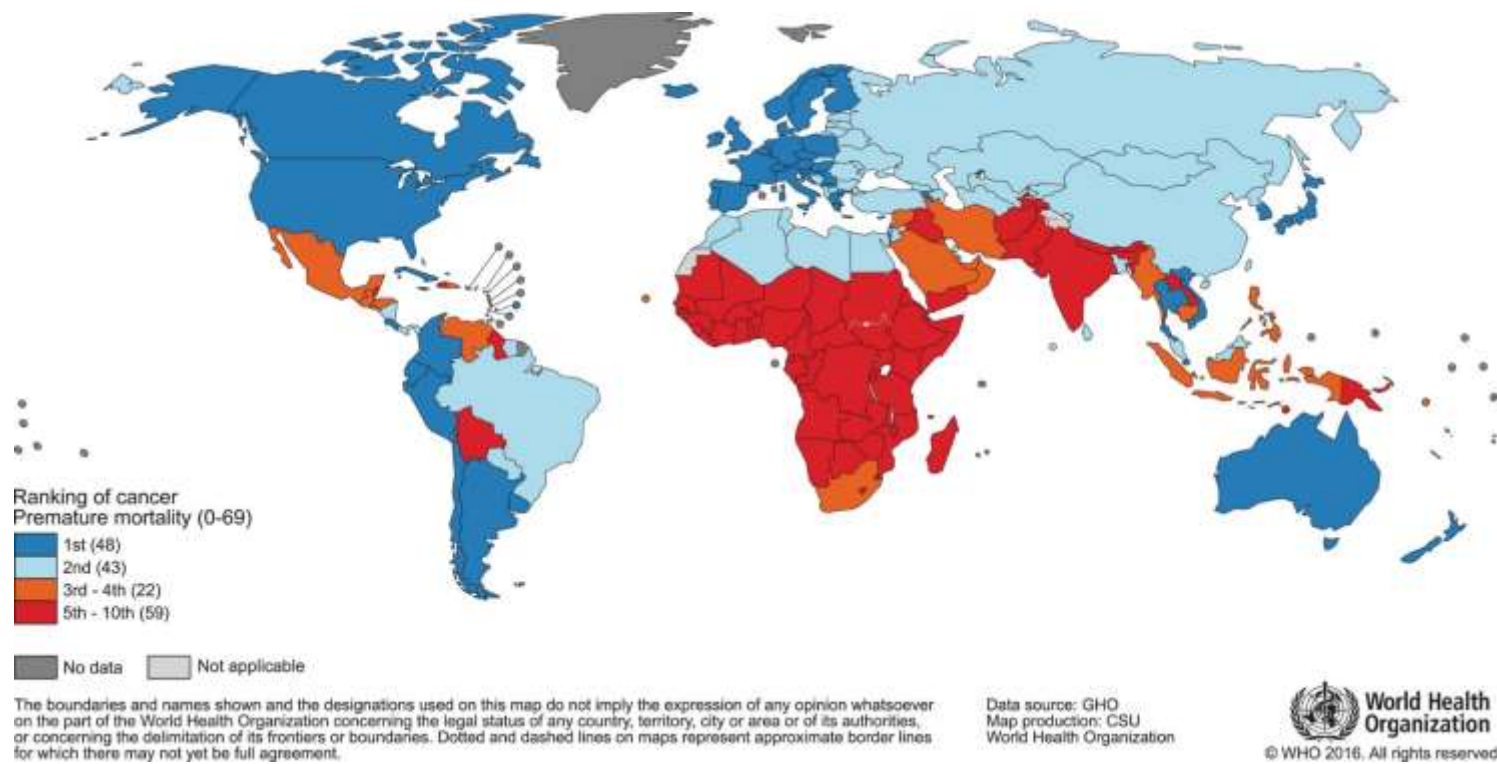 Ranking of cancer
Premature mortality (0-69)
1st (48)
2nd (43)
3rd - 4th (22)
5th - 10th (59)
No data
Not applicable
The boundaries and names shown and the designations used on this map do not imply the expression of any opinion whatsoever
on the part of the World Health Organization concerning the legal status of any country, territory, city or area or of its authorities,
or concerning the delimitation of its frontiers or boundaries. Dotted and dashed lines on maps represent approximate border lines
for which there may not yet be full agreement.
Data source: GHO
Map production: CSU
World Health Organization
World Health
Organization
© WHO 2016. All rights reserved